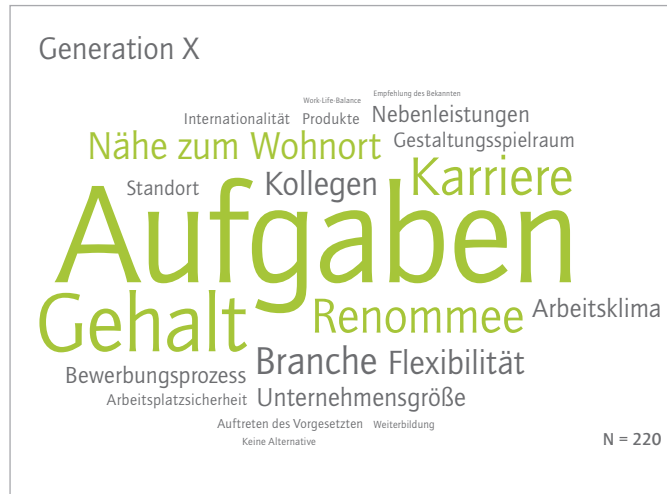 Generation X
Empfehlung des Bekannten
Work-Life-Balance
Internationalität Produkte Nebenleistungen
Nähe zum Wohnort Gestaltungsspielraum
Standort Kollegen Karriere
Aufgaben
Gehalt Renommee Arbeitsklima
Branche Flexibilität
Bewerbungsprozess
Arbeitsplatzsicherheit Unternehmensgröße
Auftreten des Vorgesetzten Weiterbildung
Keine Alternative
N = 220